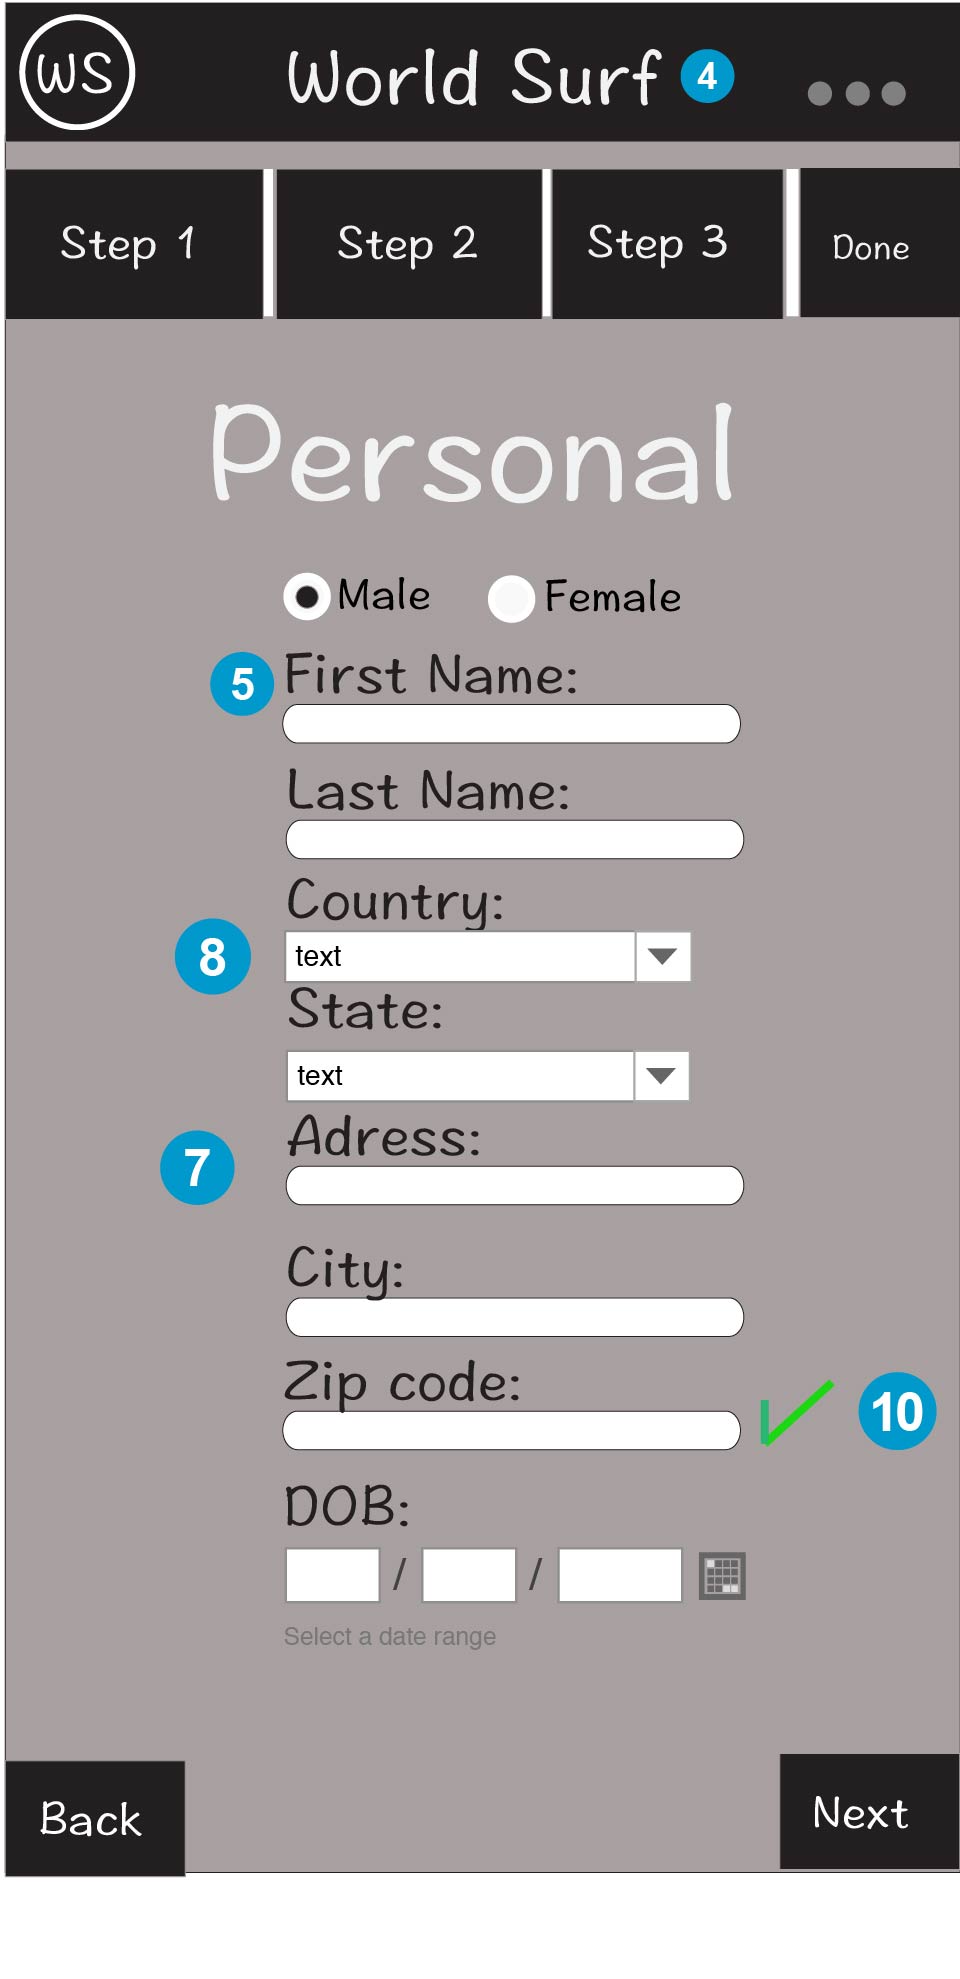 WS
World Surf 4
Step 1 Step 2 Step 3 Done
Personal
Male Female
5 First Name:
Last Name:
Country:
8 text
State:
text
Adress:
7
City:
Zip code:
10
DOB:
/ /
Select a date range
Back Next